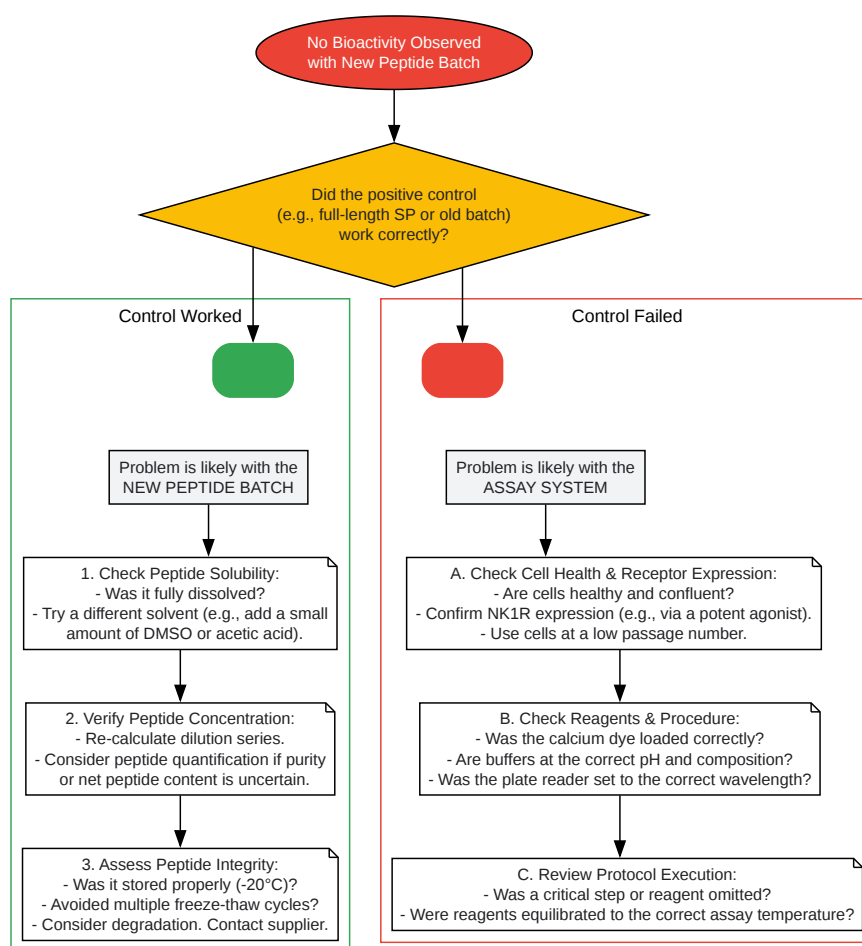 No Bioactivity Observed
with New Peptide Batch
Did the positive control
(e.g., full-length SP or old batch)
work correctly?
Control Worked
Problem is likely with the
NEW PEPTIDE BATCH
1. Check Peptide Solubility:
- Was it fully dissolved?
- Try a different solvent (e.g., add a small
amount of DMSO or acetic acid).
2. Verify Peptide Concentration:
- Re-calculate dilution series.
- Consider peptide quantification if purity
or net peptide content is uncertain.
3. Assess Peptide Integrity:
- Was it stored properly (-20°C)?
- Avoided multiple freeze-thaw cycles?
- Consider degradation. Contact supplier.
Control Failed
Problem is likely with the
ASSAY SYSTEM
A. Check Cell Health & Receptor Expression:
- Are cells healthy and confluent?
- Confirm NK1R expression (e.g., via a potent agonist).
- Use cells at a low passage number.
B. Check Reagents & Procedure:
- Was the calcium dye loaded correctly?
- Are buffers at the correct pH and composition?
- Was the plate reader set to the correct wavelength?
C. Review Protocol Execution:
- Was a critical step or reagent omitted?
- Were reagents equilibrated to the correct assay temperature?